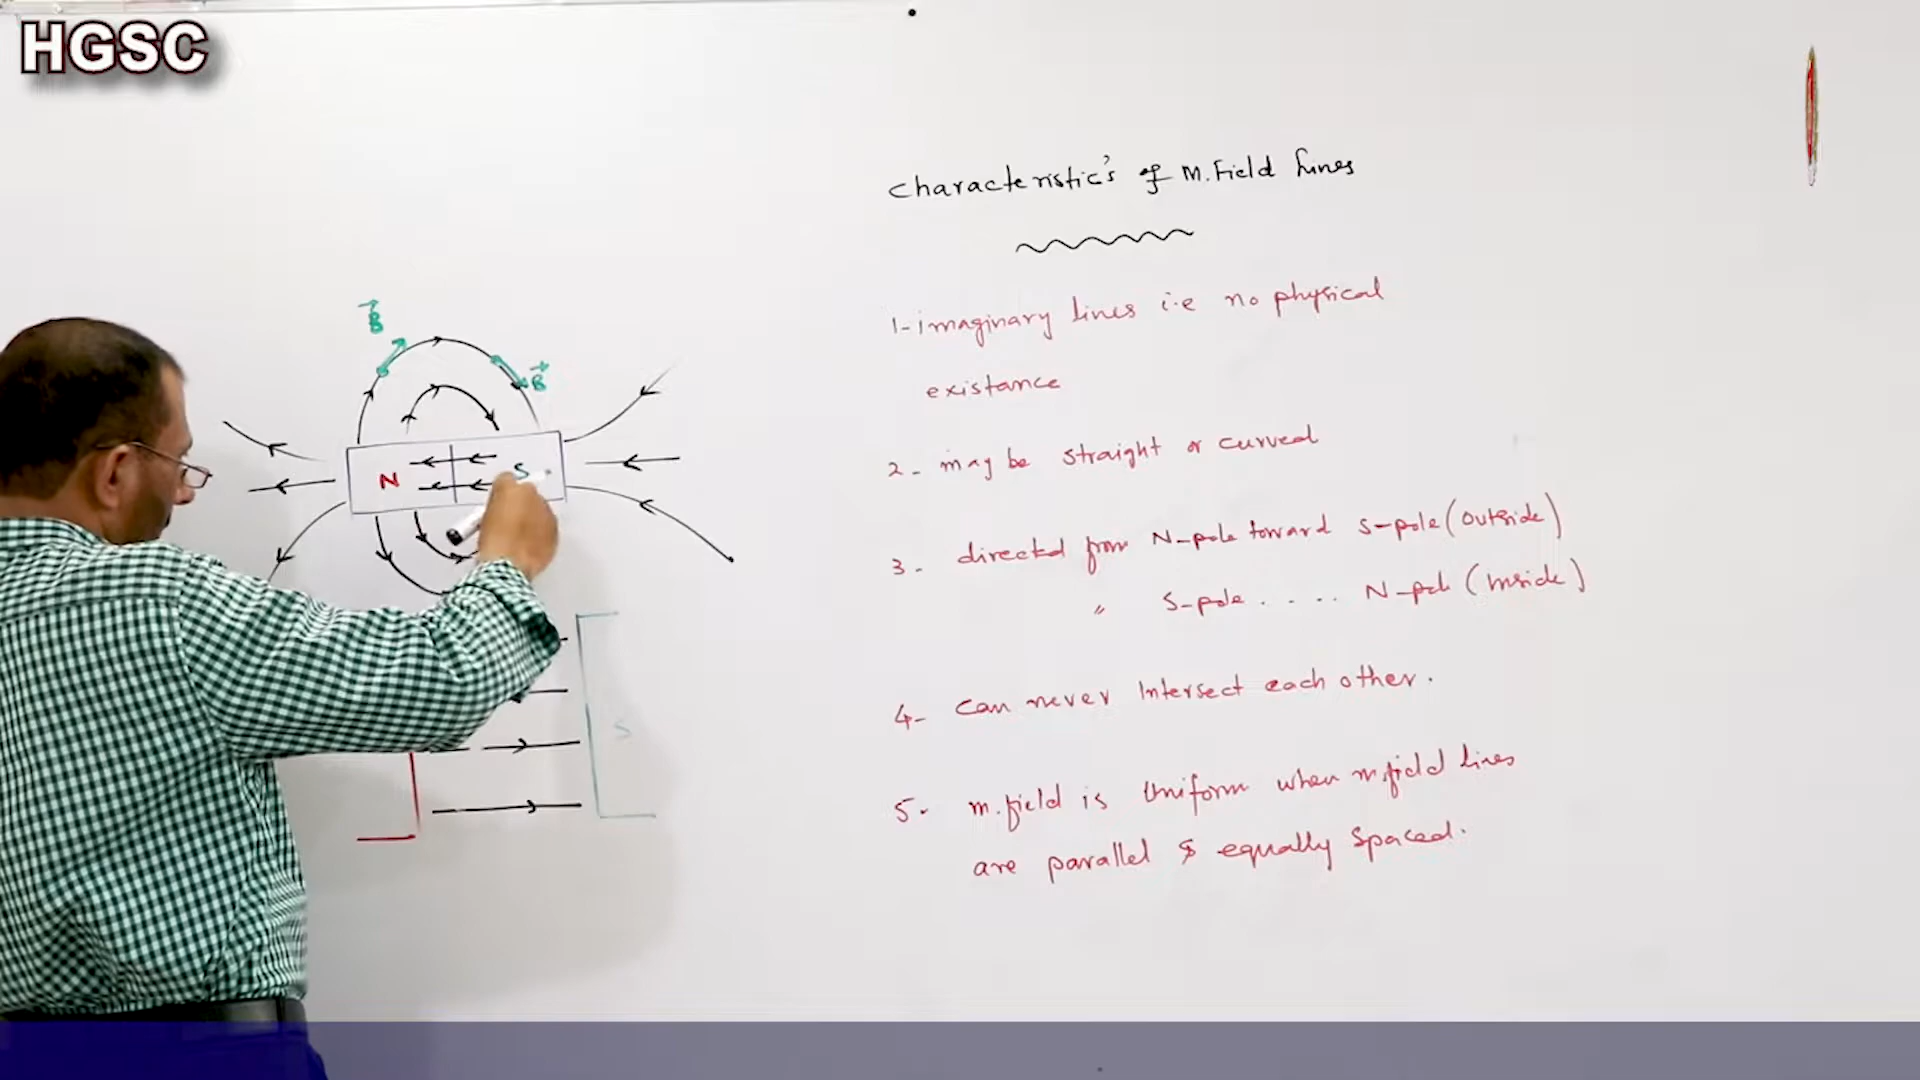 HGSC
characteristic's of M.Field Lines
1-imaginary lines i.e no physical
existance
2- may be straight or curved
3. directed from N-pole toward S-pole (Outside)
" S-pole . . . . N-pole (Inside)
4- Can never Intersect each other.
5. m.field is Uniform when m.field lines
are parallel & equally Spaced.
B
B
N
S
S